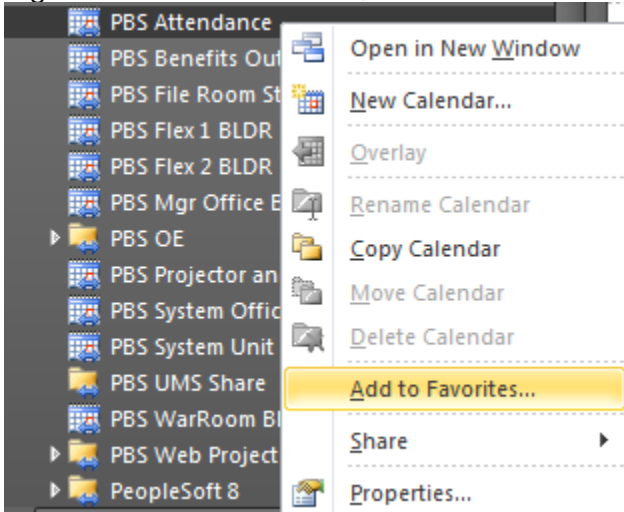 PBS Attendance
PBS Benefits Out
PBS File Room St
PBS Flex 1 BLDR
PBS Flex 2 BLDR
PBS Mgr Office B
PBS OE
PBS Projector an
PBS System Offic
PBS System Unit
PBS UMS Share
PBS WarRoom Bl
PBS Web Project
PeopleSoft 8
Open in New Window
New Calendar...
Overlay
Rename Calendar
Copy Calendar
Move Calendar
Delete Calendar
Add to Favorites...
Share
Properties...